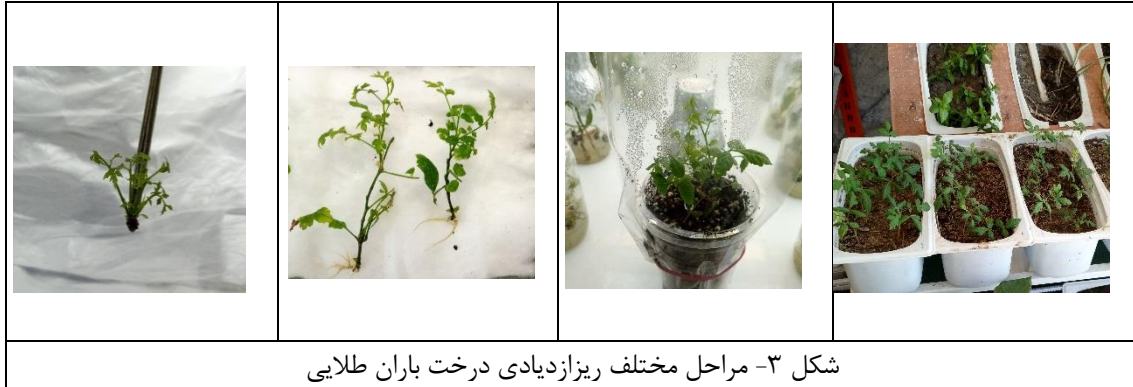 شکل ۳- مراحل مختلف ریزازدیادی درخت باران طلایی